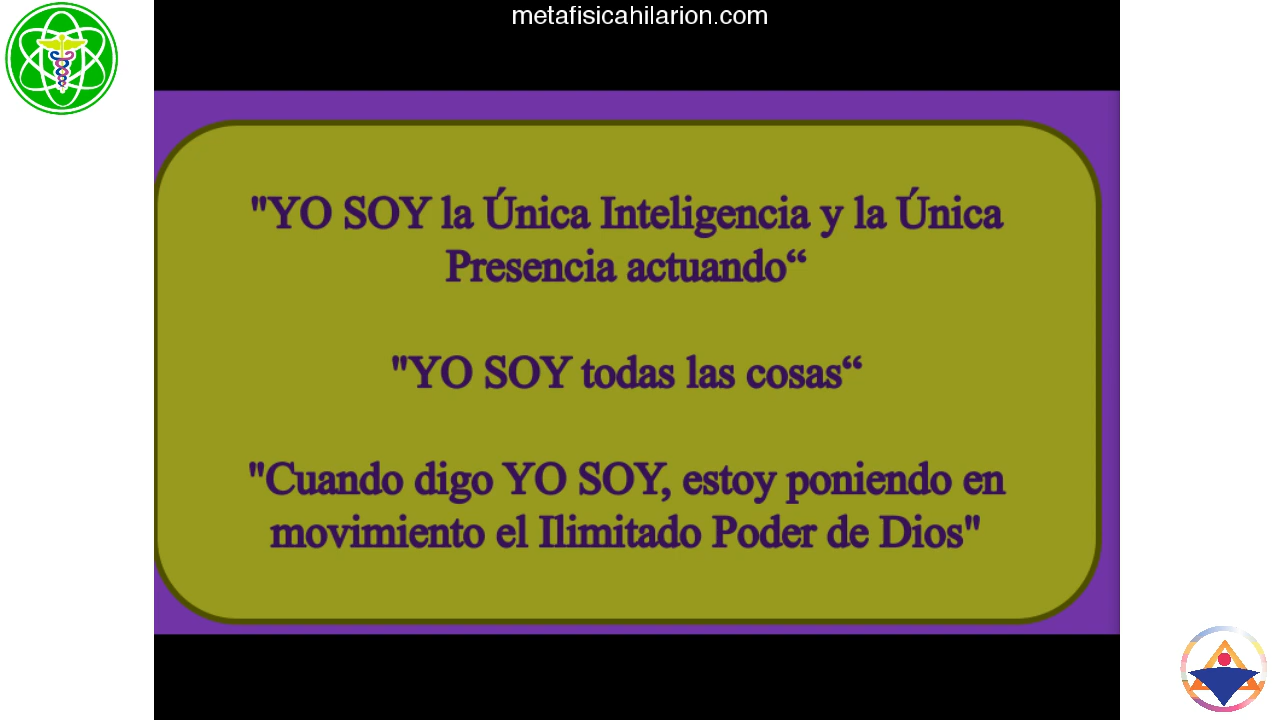 metafisicahilarion.com
"YO SOY la Única Inteligencia y la Única
Presencia actuando“
"YO SOY todas las cosas“
"Cuando digo YO SOY, estoy poniendo en
movimiento el Ilimitado Poder de Dios"